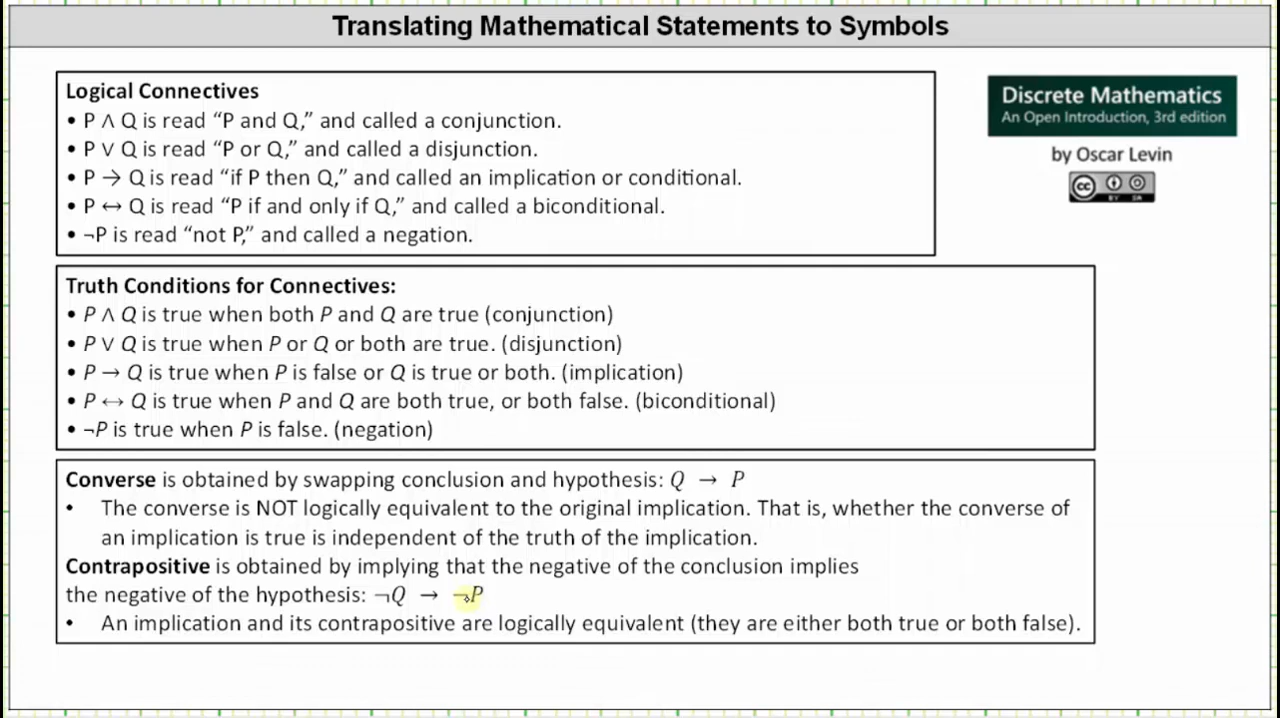 Translating Mathematical Statements to Symbols
Logical Connectives
• P ∧ Q is read “P and Q,” and called a conjunction.
• P ∨ Q is read “P or Q,” and called a disjunction.
• P → Q is read “if P then Q,” and called an implication or conditional.
• P ↔ Q is read “P if and only if Q,” and called a biconditional.
• ¬P is read “not P,” and called a negation.
Discrete Mathematics
An Open Introduction, 3rd edition
by Oscar Levin
cc
BY SA
Truth Conditions for Connectives:
• P ∧ Q is true when both P and Q are true (conjunction)
• P ∨ Q is true when P or Q or both are true. (disjunction)
• P → Q is true when P is false or Q is true or both. (implication)
• P ↔ Q is true when P and Q are both true, or both false. (biconditional)
• ¬P is true when P is false. (negation)
Converse is obtained by swapping conclusion and hypothesis: Q → P
• The converse is NOT logically equivalent to the original implication. That is, whether the converse of
an implication is true is independent of the truth of the implication.
Contrapositive is obtained by implying that the negative of the conclusion implies
the negative of the hypothesis: ¬Q → ¬P
• An implication and its contrapositive are logically equivalent (they are either both true or both false).